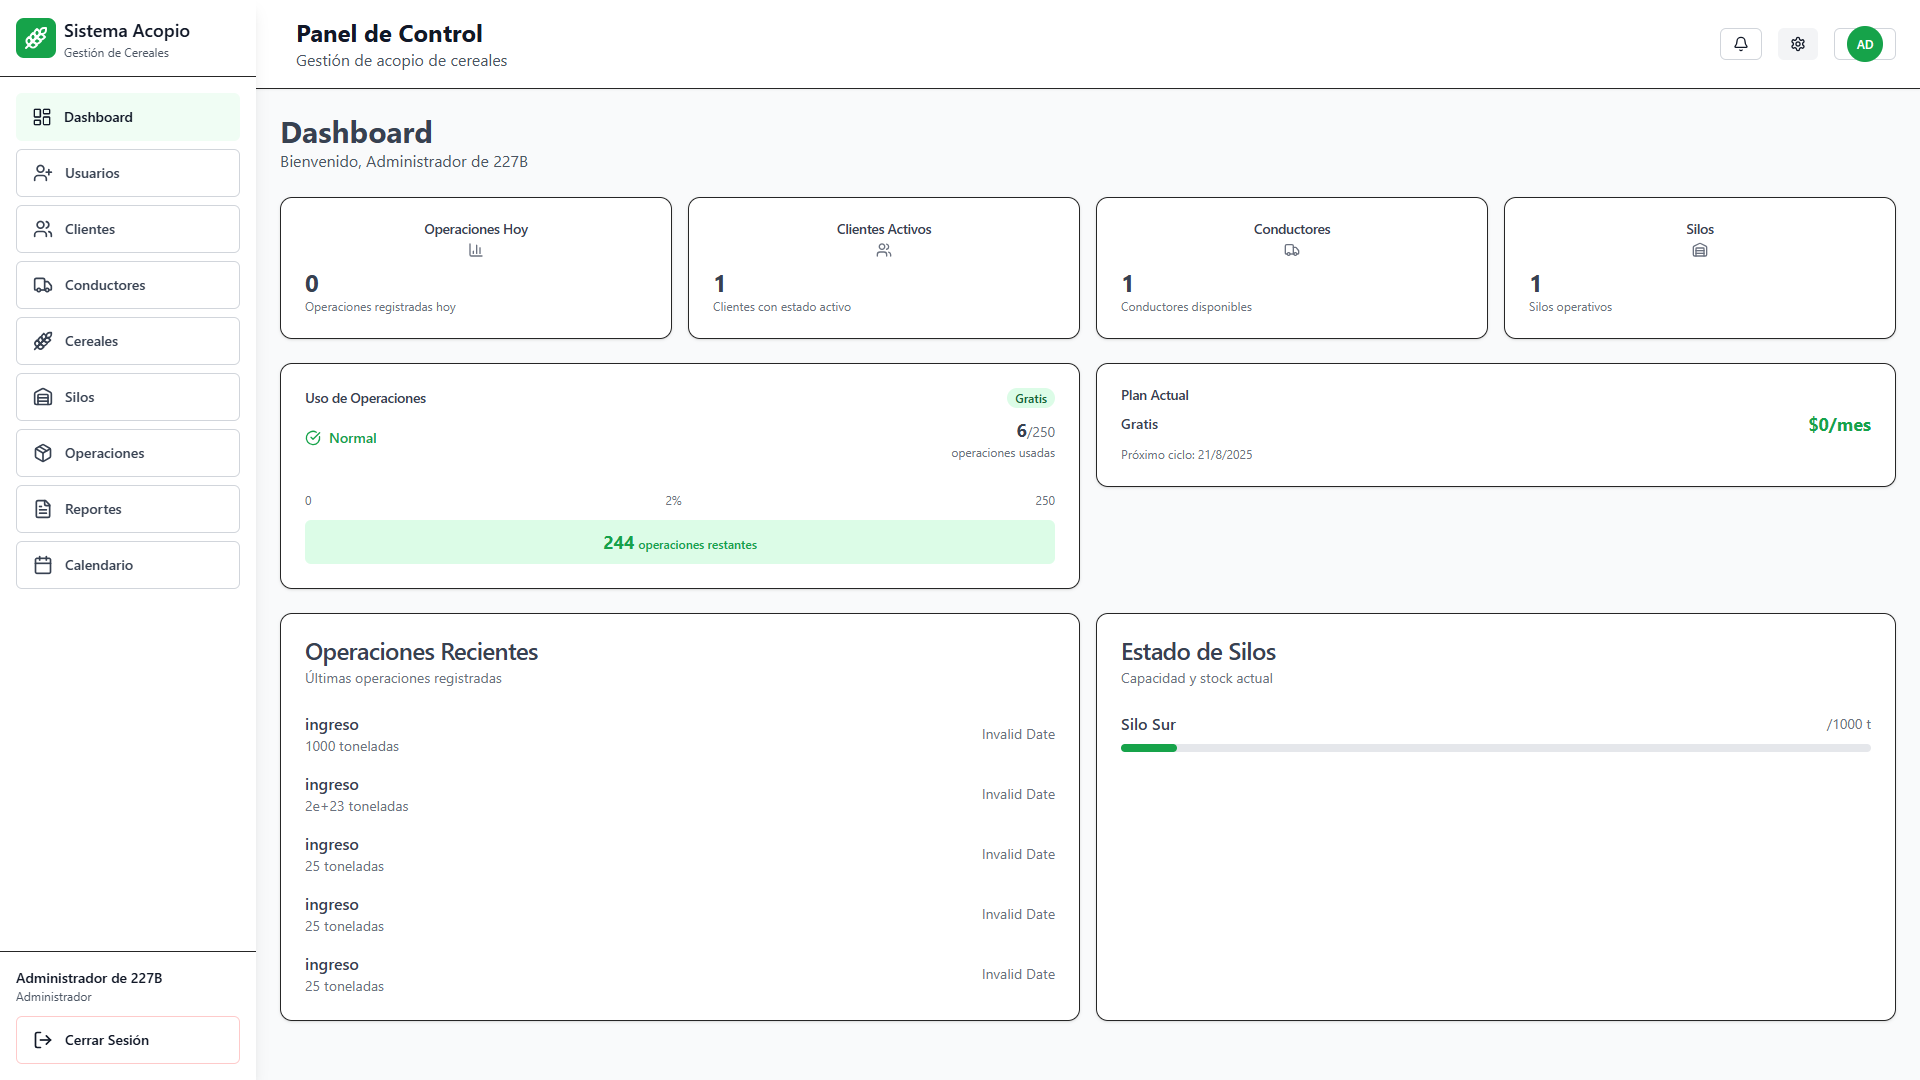 Sistema Acopio
Gestión de Cereales
Dashboard
Usuarios
Clientes
Conductores
Cereales
Silos
Operaciones
Reportes
Calendario
Administrador de 227B
Administrador
Cerrar Sesión
Panel de Control
Gestión de acopio de cereales
AD
Dashboard
Bienvenido, Administrador de 227B
Operaciones Hoy
0
Operaciones registradas hoy
Clientes Activos
1
Clientes con estado activo
Conductores
1
Conductores disponibles
Silos
1
Silos operativos
Uso de Operaciones
Gratis
Normal
6/250
operaciones usadas
0 2% 250
244 operaciones restantes
Plan Actual
Gratis
$0/mes
Próximo ciclo: 21/8/2025
Operaciones Recientes
Últimas operaciones registradas
ingreso
1000 toneladas
Invalid Date
ingreso
2e+23 toneladas
Invalid Date
ingreso
25 toneladas
Invalid Date
ingreso
25 toneladas
Invalid Date
ingreso
25 toneladas
Invalid Date
Estado de Silos
Capacidad y stock actual
Silo Sur
/1000 t